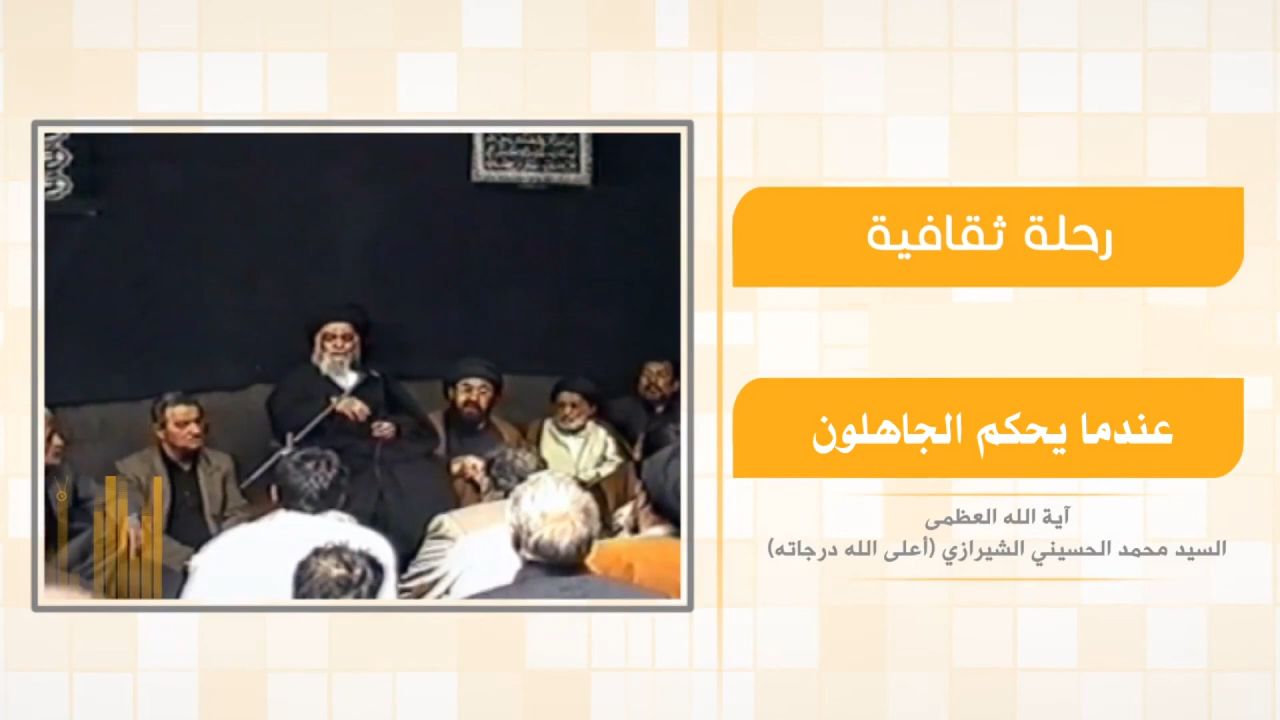 رحلة ثقافية
عندما يحكم الجاهلون
آية الله العظمى
السيد محمد الحسيني الشيرازي (أعلى الله درجاته)